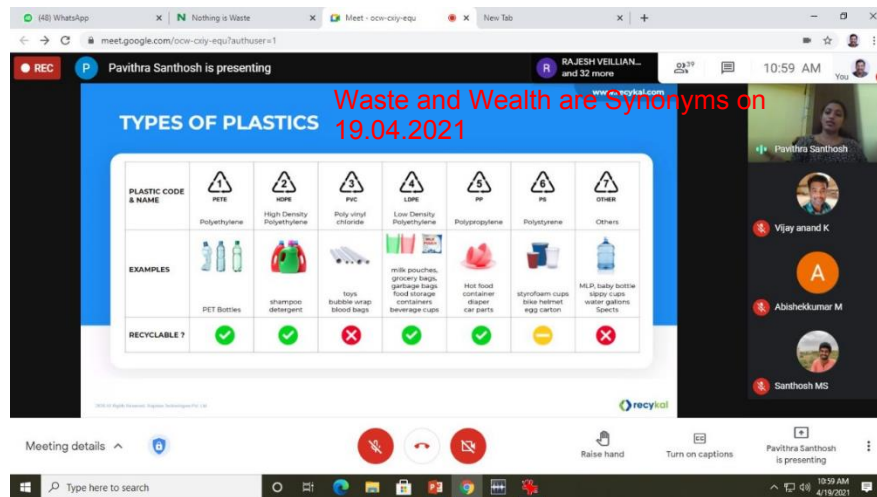 (48) WhatsApp
Nothing is Waste
Meet - ocw-cxiy-equ
New Tab
meet.google.com/ocw-cxiy-equ?authuser=1
REC
P
Pavithra Santhosh is presenting
R
RAJESH VEILLIAN...
and 32 more
39
10:59 AM
You
www.recykal.com
Waste and Wealth are Synonyms on
19.04.2021
TYPES OF PLASTICS
PLASTIC CODE
& NAME
1
PETE
Polyethylene
2
HDPE
High Density
Polyethylene
3
PVC
Poly vinyl
chloride
4
LDPE
Low Density
Polyethylene
5
PP
Polypropylene
6
PS
Polystyrene
7
OTHER
Others
EXAMPLES
PET Bottles
shampoo
detergent
toys
bubble wrap
blood bags
milk pouches,
grocery bags,
garbage bags
food storage
containers
beverage cups
Hot food
container
diaper
car parts
styrofoam cups
bike helmet
egg carton
MLP, baby bottle
sippy cups
water gallons
Spects
RECYCLABLE ?
recykal
Pavithra Santhosh
Vijay anand K
A
Abishekkumar M
Santhosh MS
Meeting details
Raise hand
CC
Turn on captions
Pavithra Santhosh
is presenting
Type here to search
10:59 AM
4/19/2021